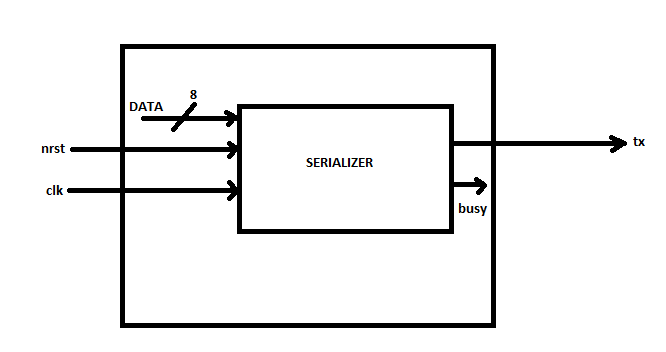 8
DATA
nrst
SERIALIZER
tx
clk
busy